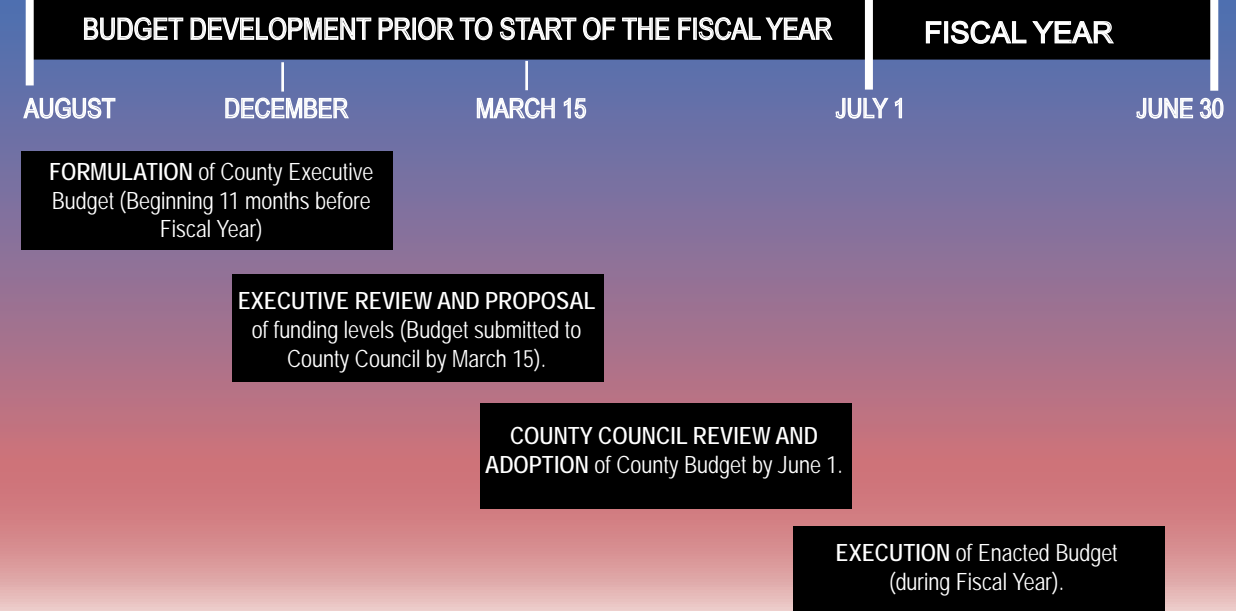 BUDGET DEVELOPMENT PRIOR TO START OF THE FISCAL YEAR
FISCAL YEAR
AUGUST
DECEMBER
MARCH 15
JULY 1
JUNE 30
FORMULATION of County Executive
Budget (Beginning 11 months before
Fiscal Year)
EXECUTIVE REVIEW AND PROPOSAL
of funding levels (Budget submitted to
County Council by March 15).
COUNTY COUNCIL REVIEW AND
ADOPTION of County Budget by June 1.
EXECUTION of Enacted Budget
(during Fiscal Year).